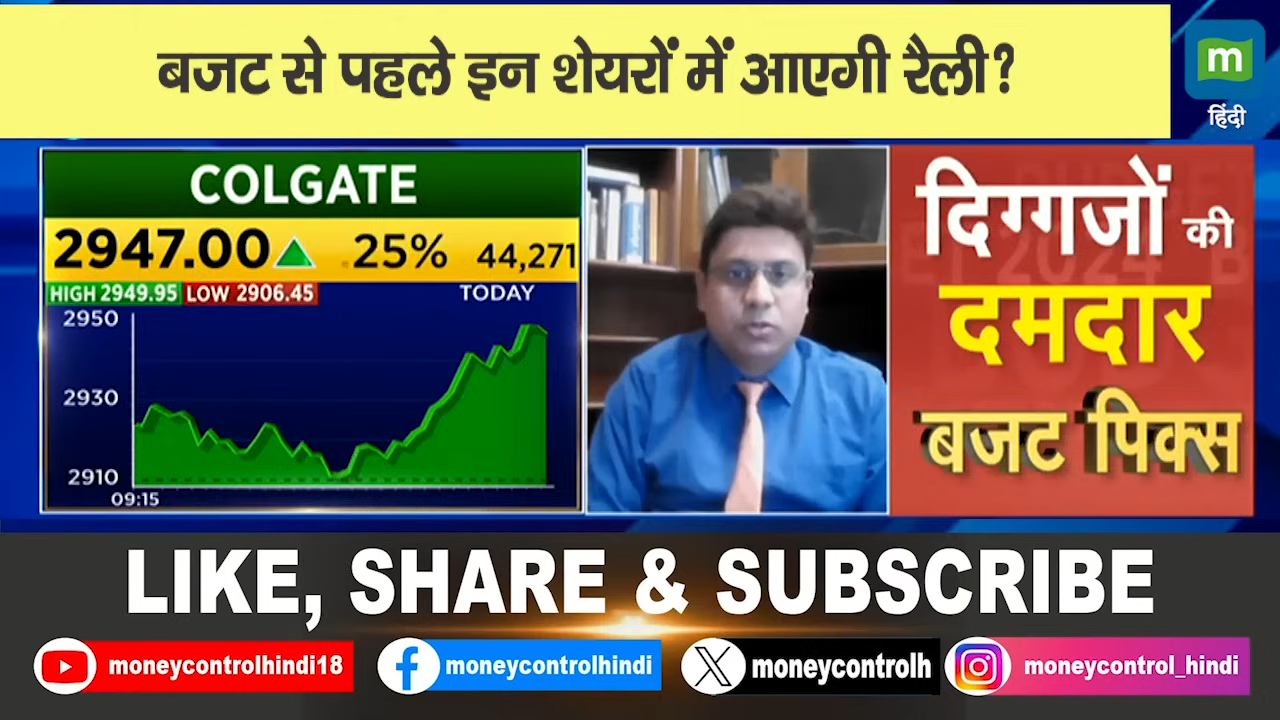 बजट से पहले इन शेयरों में आएगी रैली?
m
हिंदी
COLGATE
2947.00 .25% 44,271
HIGH 2949.95 LOW 2906.45 TODAY
2950
2930
2910
09:15
दिग्गजों की
दमदार
बजट पिक्स
LIKE, SHARE & SUBSCRIBE
moneycontrolhindi18 moneycontrolhindi moneycontrolh moneycontrol_hindi